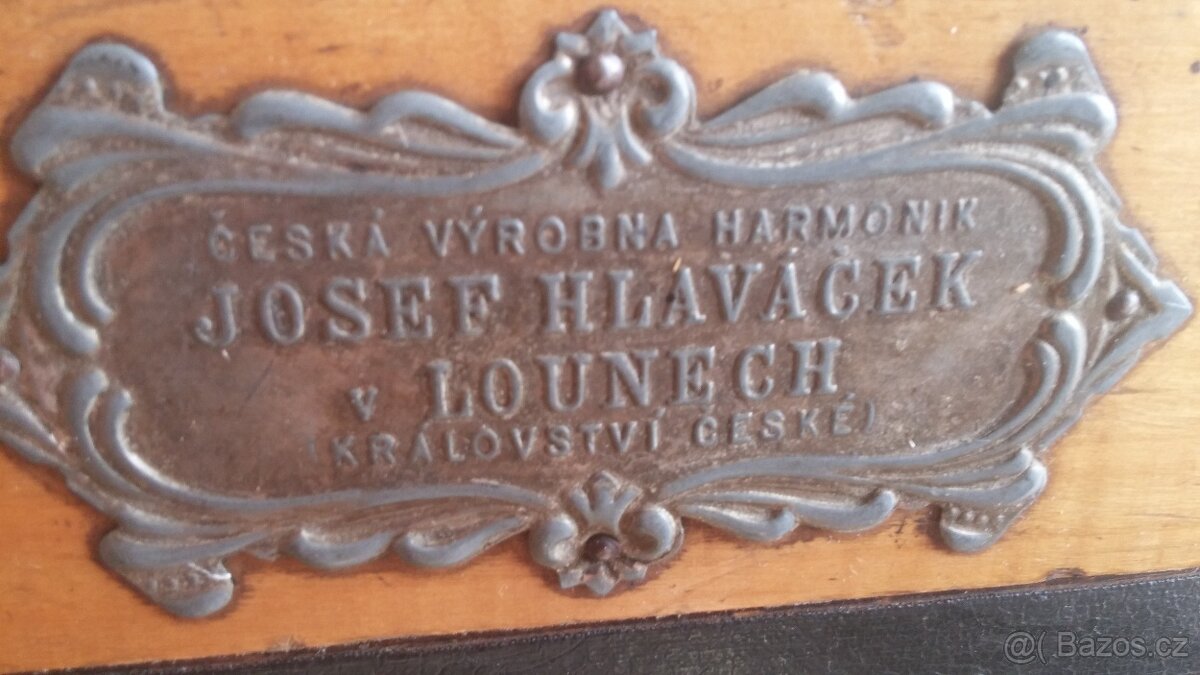 ČESKÁ VÝROBNA HARMONIK
JOSEF HLAVÁČEK
v LOUNECH
(KRÁLOVSTVÍ ČESKÉ)
@( Bazos.cz